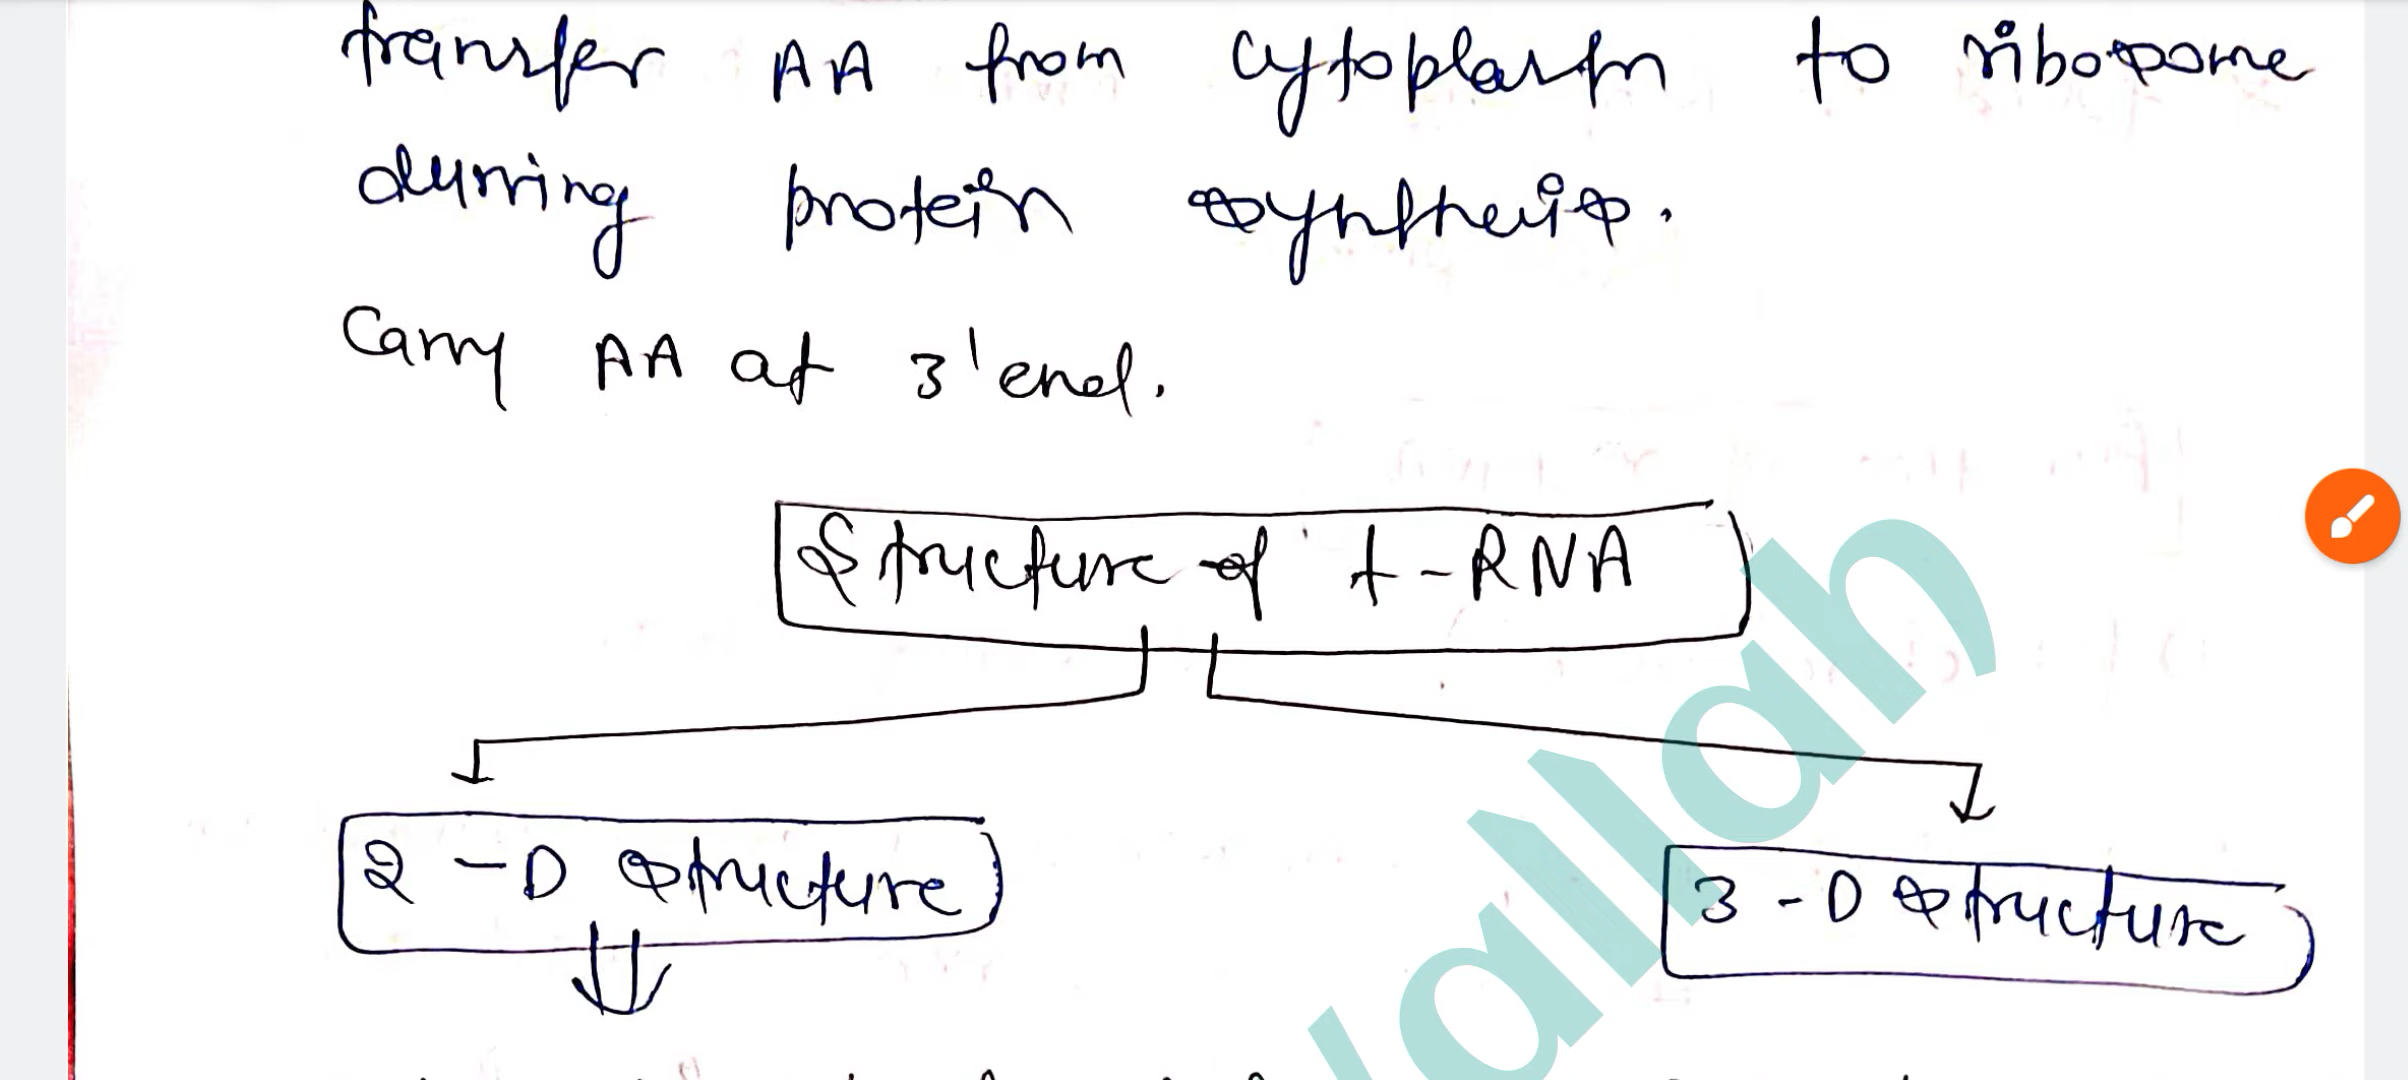 transfer AA from cytoplasm to ribosome
during protein synthesis.
Carry AA at 3' end.
Structure of t-RNA
2-D structure
3-D structure